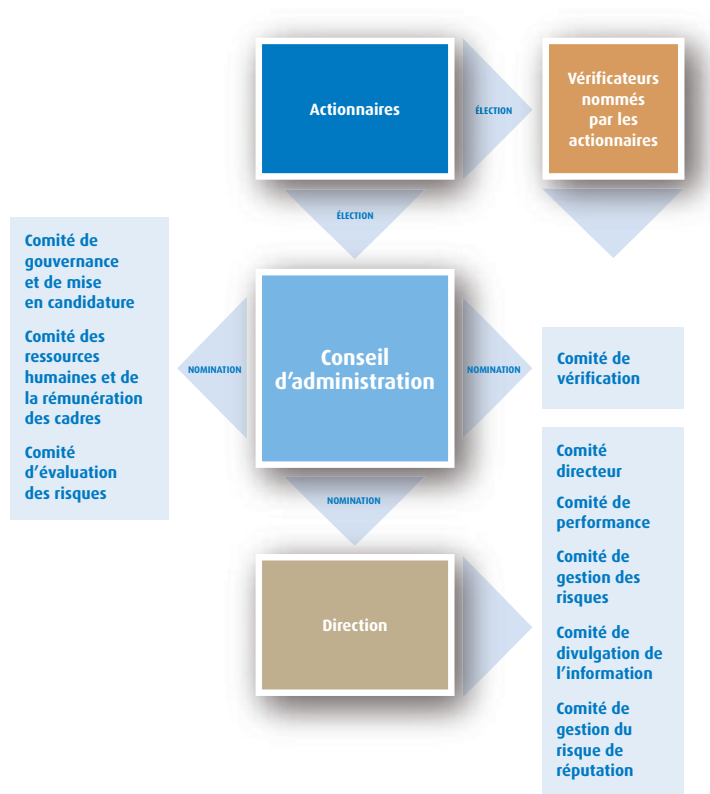 Actionnaires
ÉLECTION
Vérificateurs
nommés
par les
actionnaires
ÉLECTION
Comité de
gouvernance
et de mise
en candidature
Comité des
ressources
humaines et de
la rémunération
des cadres
Comité
d'évaluation
des risques
NOMINATION
Conseil
d'administration
NOMINATION
Comité de
vérification
NOMINATION
Direction
Comité
directeur
Comité de
performance
Comité de
gestion des
risques
Comité de
divulgation de
l'information
Comité de
gestion du
risque de
réputation